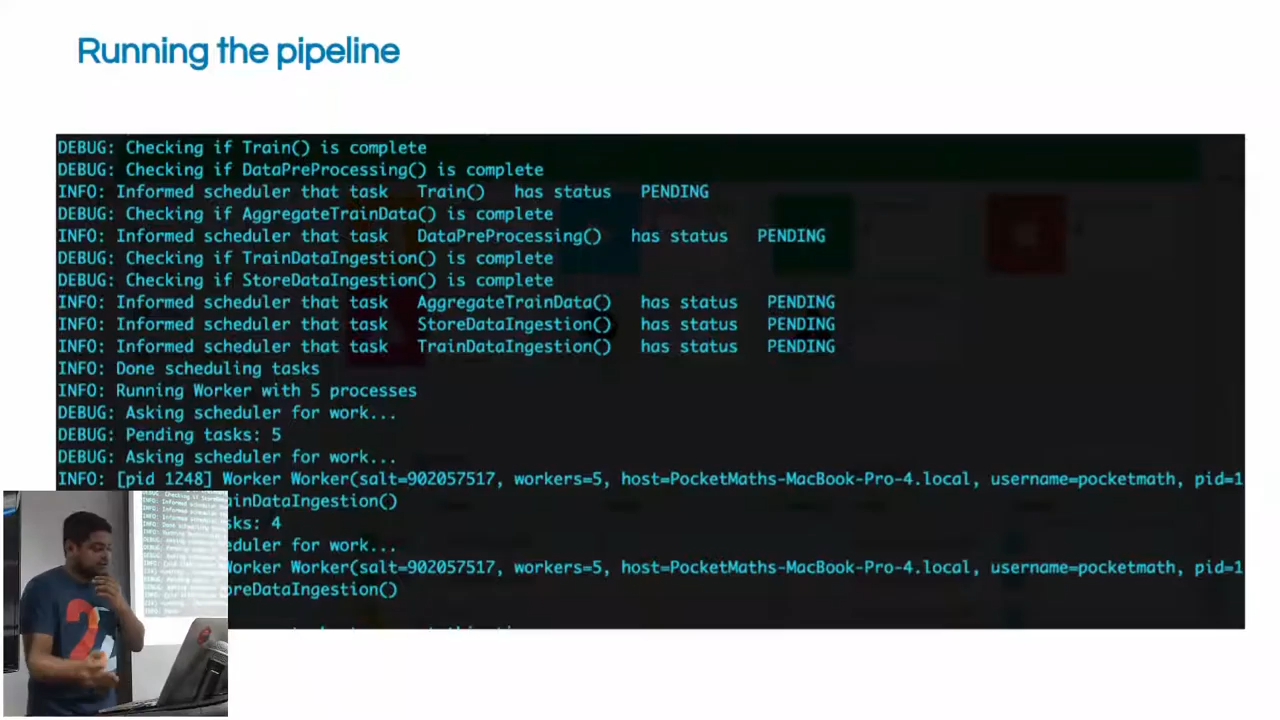 Running the pipeline
DEBUG: Checking if Train() is complete
DEBUG: Checking if DataPreProcessing() is complete
INFO: Informed scheduler that task   Train()   has status   PENDING
DEBUG: Checking if AggregateTrainData() is complete
INFO: Informed scheduler that task   DataPreProcessing()   has status   PENDING
DEBUG: Checking if TrainDataIngestion() is complete
DEBUG: Checking if StoreDataIngestion() is complete
INFO: Informed scheduler that task   AggregateTrainData()   has status   PENDING
INFO: Informed scheduler that task   StoreDataIngestion()   has status   PENDING
INFO: Informed scheduler that task   TrainDataIngestion()   has status   PENDING
INFO: Done scheduling tasks
INFO: Running Worker with 5 processes
DEBUG: Asking scheduler for work...
DEBUG: Pending tasks: 5
DEBUG: Asking scheduler for work...
INFO: [pid 1248] Worker Worker(salt=902057517, workers=5, host=PocketMaths-MacBook-Pro-4.local, username=pocketmath, pid=1
ainDataIngestion()
sks: 4
eduler for work...
Worker Worker(salt=902057517, workers=5, host=PocketMaths-MacBook-Pro-4.local, username=pocketmath, pid=1
oreDataIngestion()